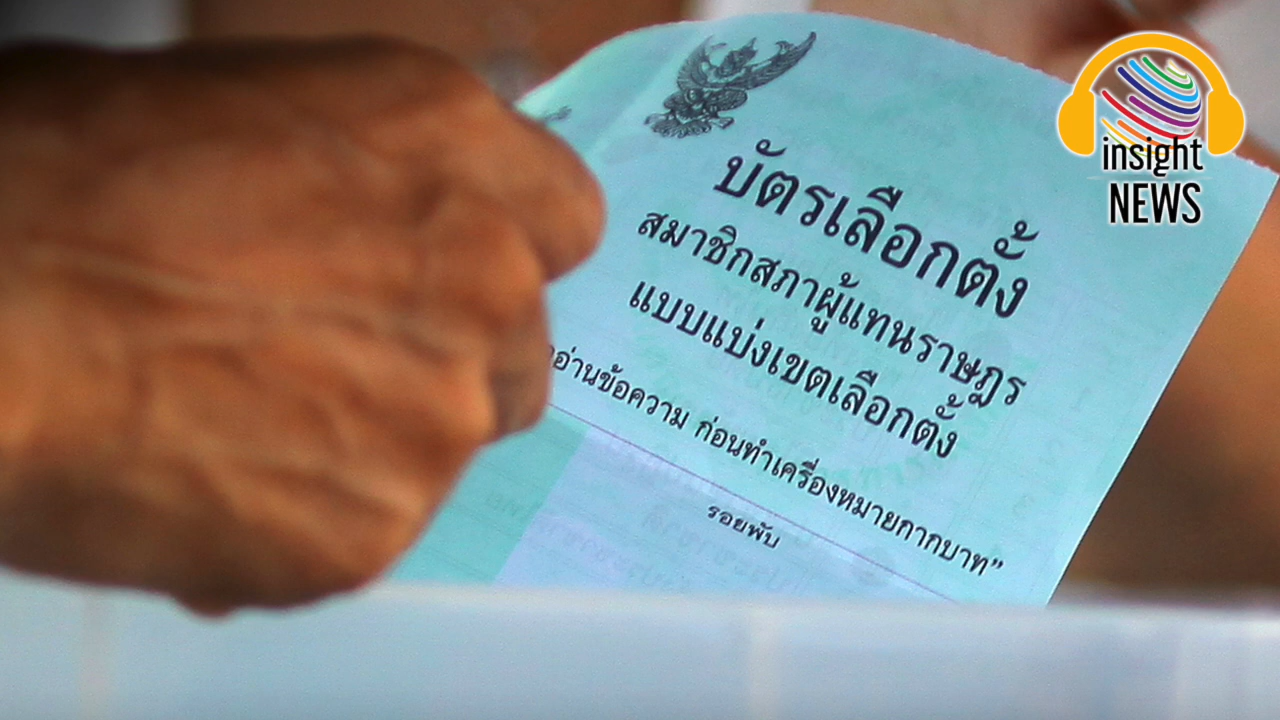 insight
NEWS
บัตรเลือกตั้ง
สมาชิกสภาผู้แทนราษฎร
แบบแบ่งเขตเลือกตั้ง
อ่านข้อความ ก่อนทำเครื่องหมายกากบาท”
รอยพับ